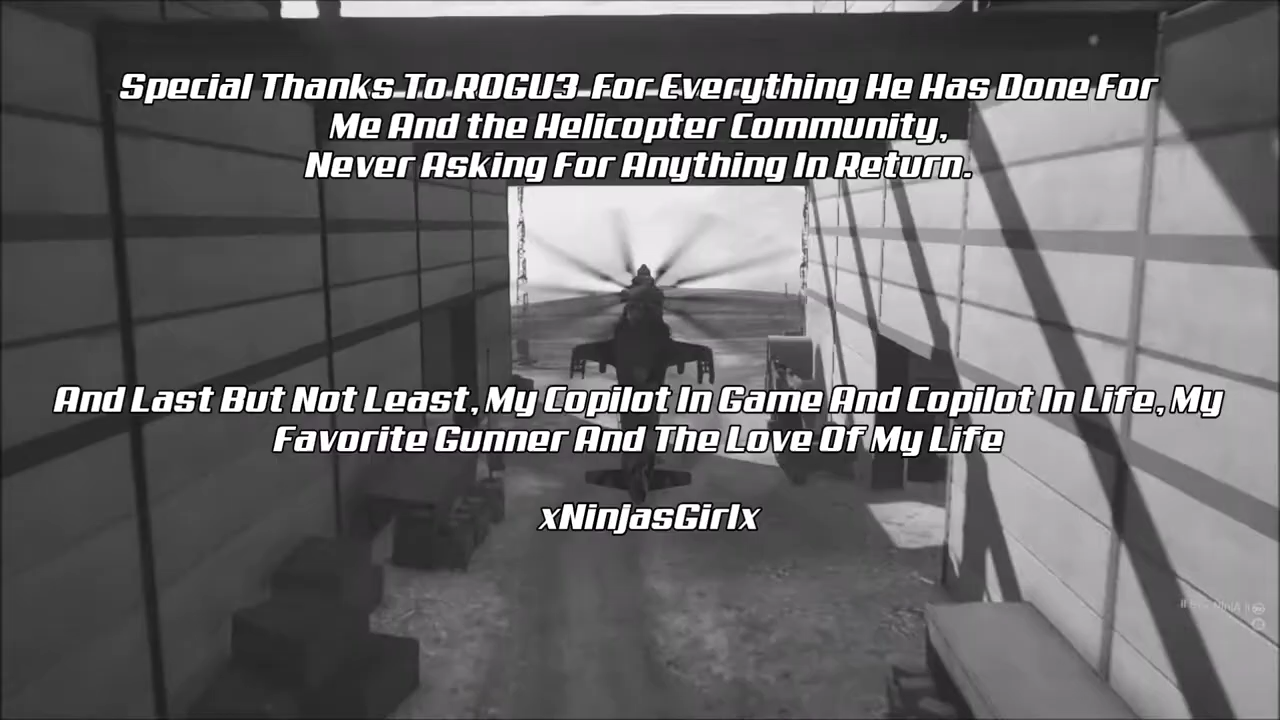 Special Thanks To ROGU3 For Everything He Has Done For
Me And the Helicopter Community,
Never Asking For Anything In Return.
And Last But Not Least, My Copilot In Game And Copilot In Life, My
Favorite Gunner And The Love Of My Life
xNinjasGirlx